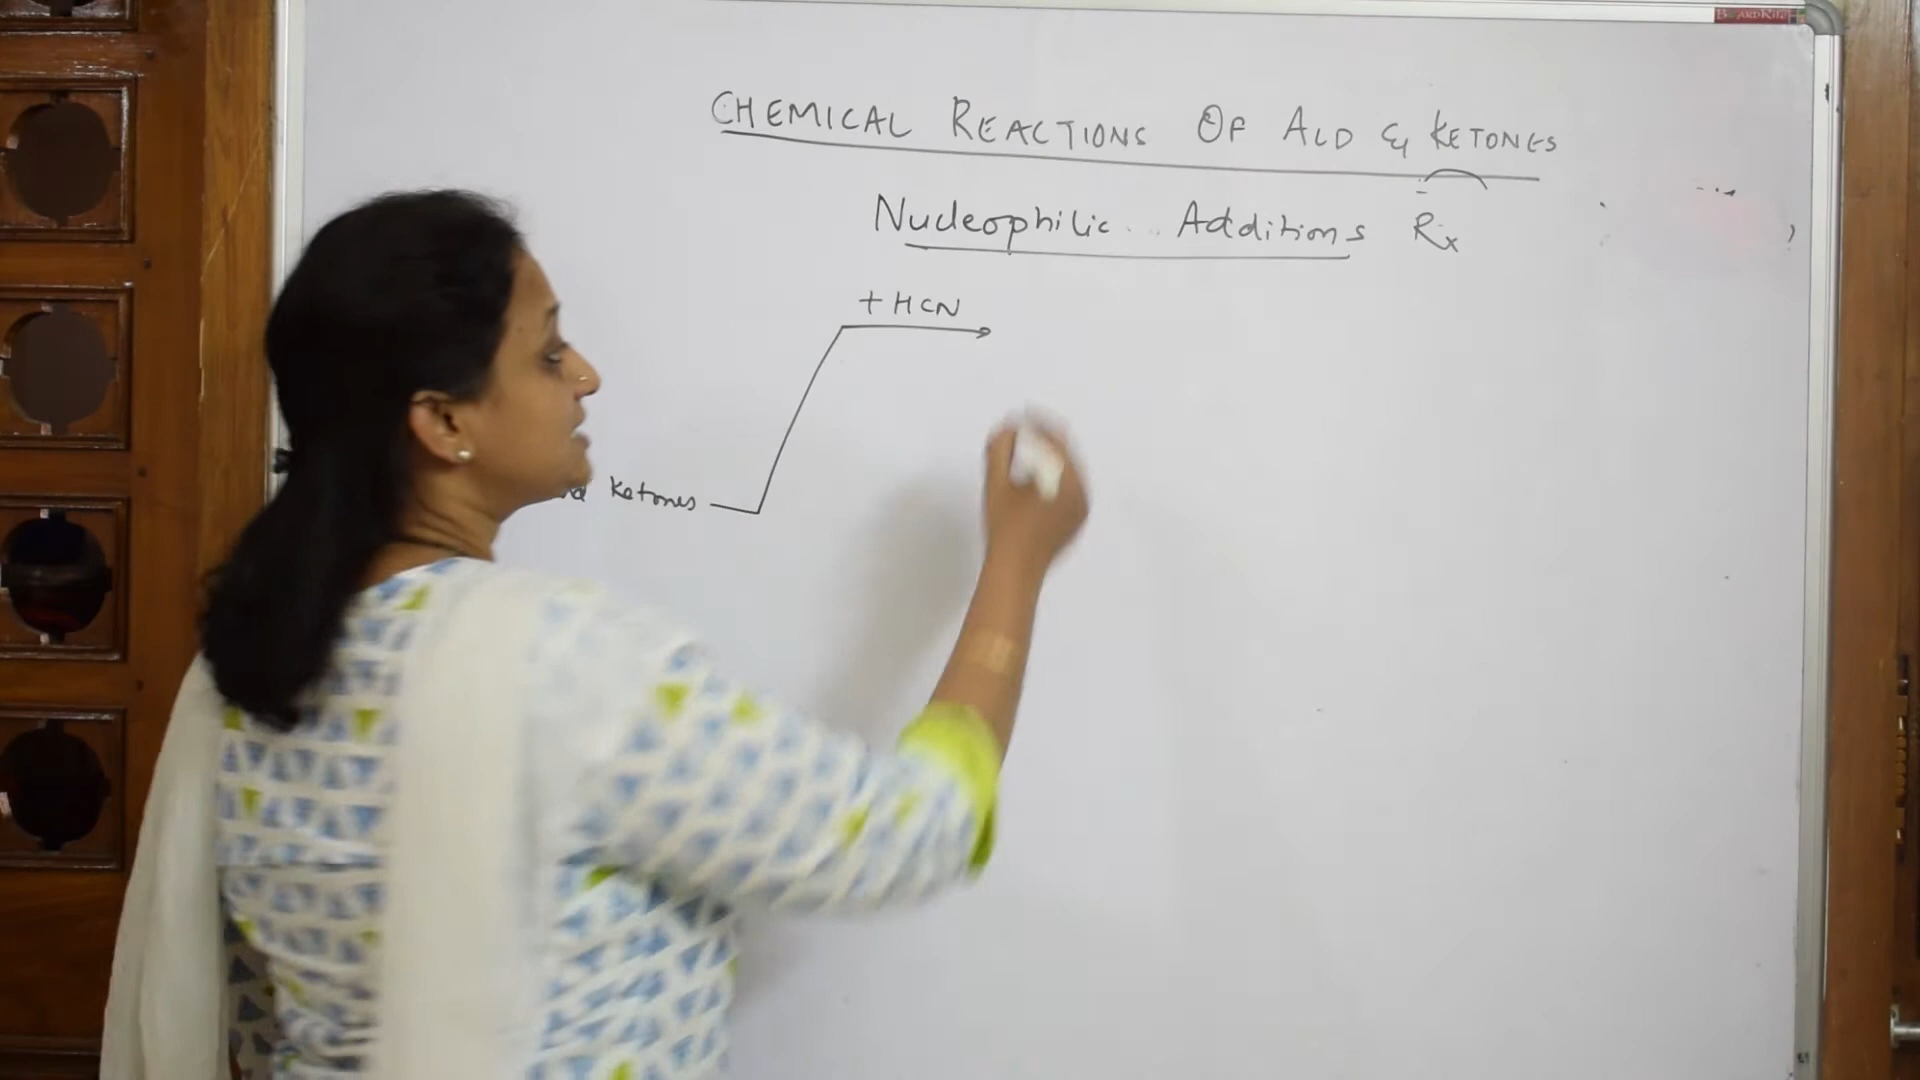 CHEMICAL REACTIONS OF ALD & KETONES
Nucleophilic Additions Rx
+ HCN
Ketones